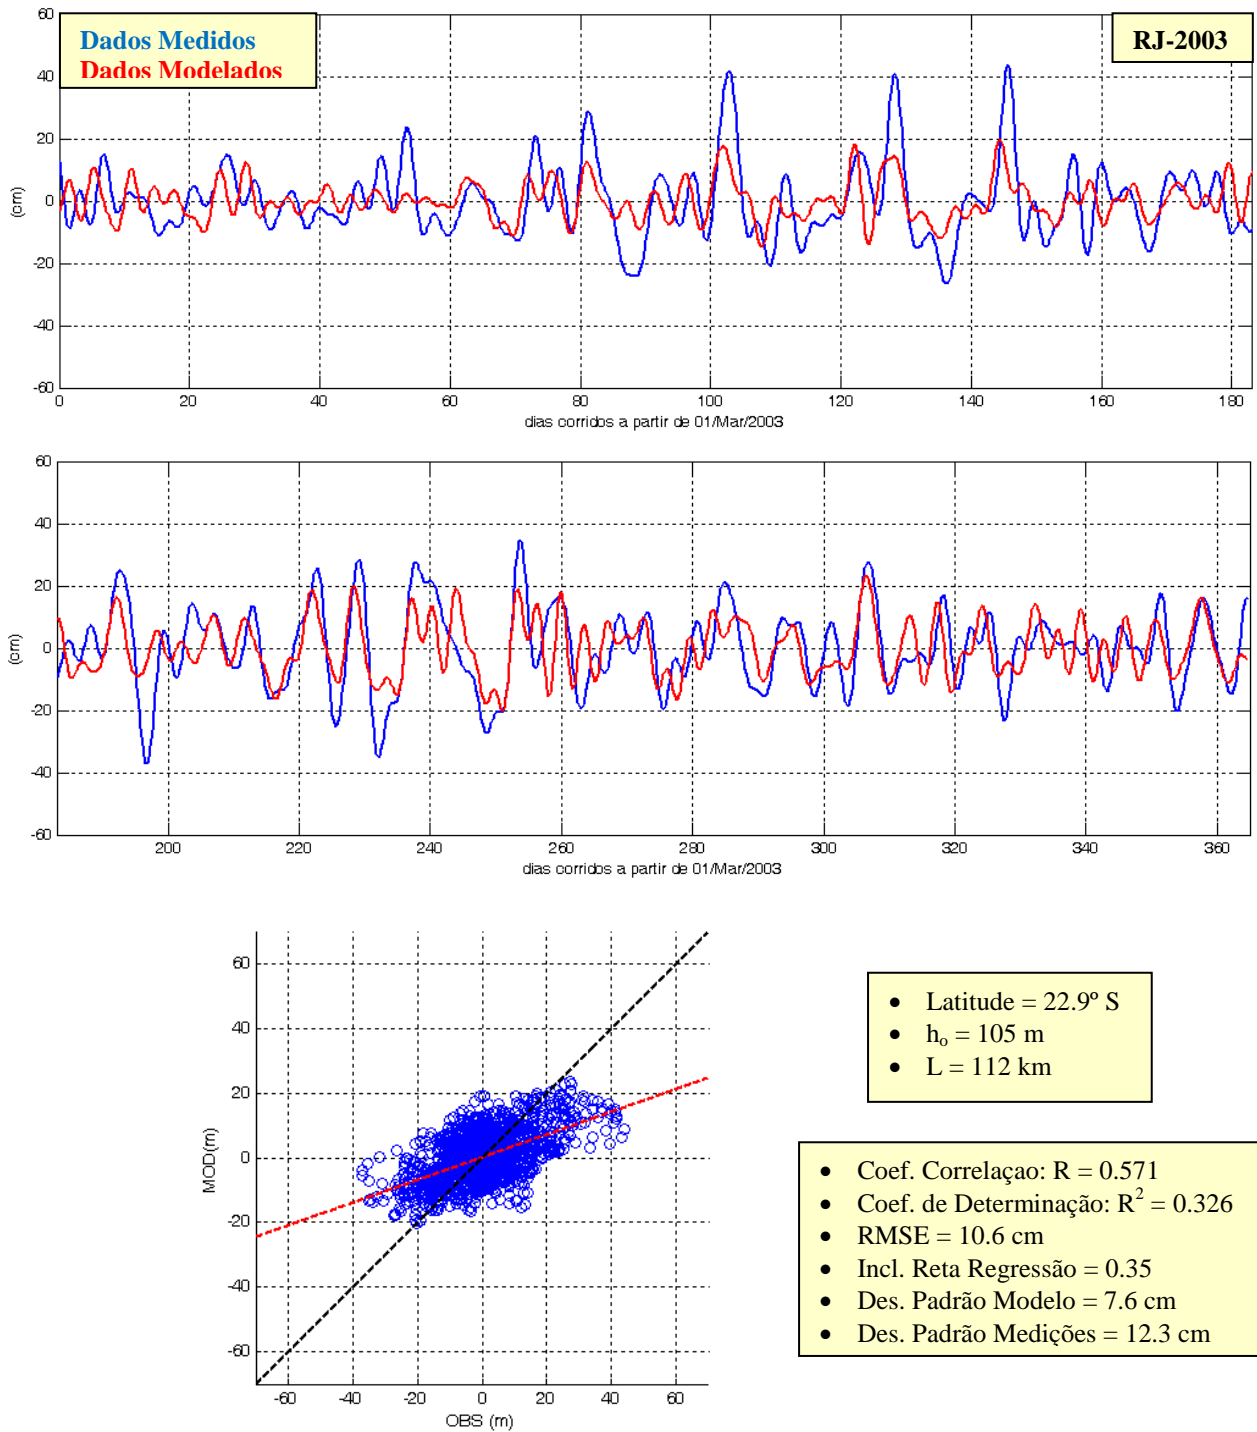 60
40
20
0
-20
-40
-60
(cm)
Dados Medidos
Dados Modelados
RJ-2003
0 20 40 60 80 100 120 140 160 180
dias corridos a partir de 01/Mar/2003
60
40
20
0
-20
-40
-60
(cm)
200 220 240 260 280 300 320 340 360
dias corridos a partir de 01/Mar/2003
60
40
20
0
-20
-40
-60
MOD(m)
-60 -40 -20 0 20 40 60
OBS (m)
• Latitude = 22.9º S
• hₒ = 105 m
• L = 112 km
• Coef. Correlaçao: R = 0.571
• Coef. de Determinação: R² = 0.326
• RMSE = 10.6 cm
• Incl. Reta Regressão = 0.35
• Des. Padrão Modelo = 7.6 cm
• Des. Padrão Medições = 12.3 cm